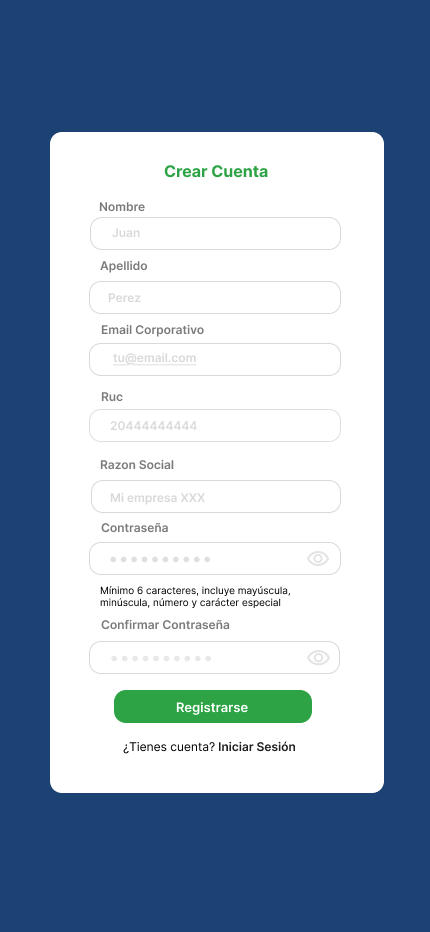 Crear Cuenta
Nombre
Juan
Apellido
Perez
Email Corporativo
tu@email.com
Ruc
20444444444
Razon Social
Mi empresa XXX
Contraseña
Mínimo 6 caracteres, incluye mayúscula,
minúscula, número y carácter especial
Confirmar Contraseña
Registrarse
¿Tienes cuenta? Iniciar Sesión